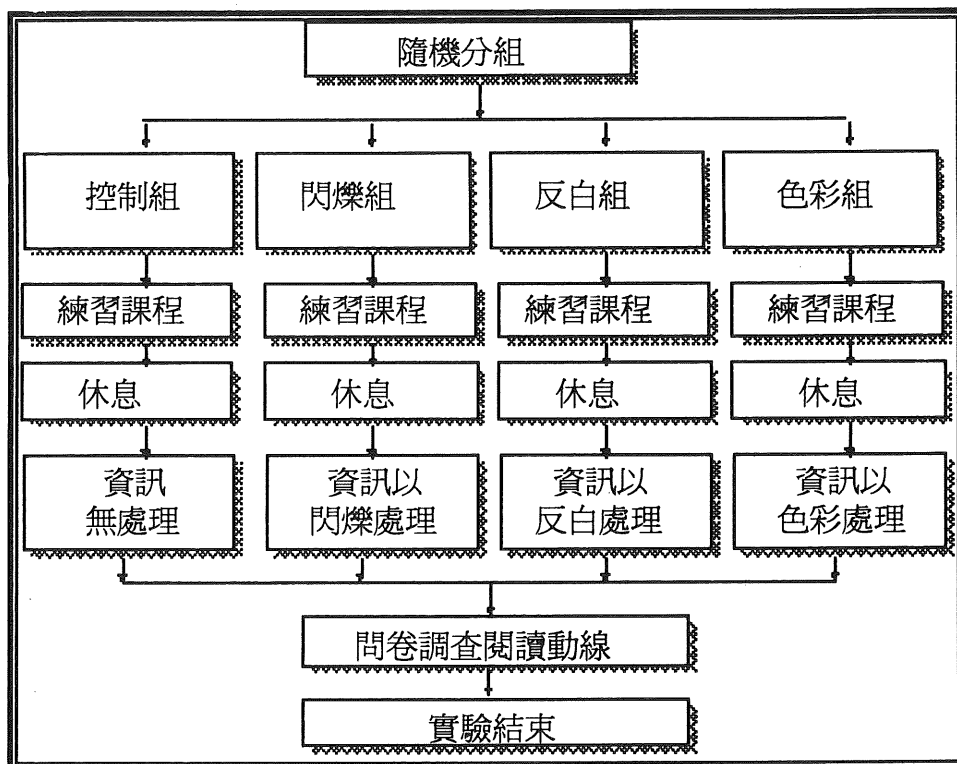 隨機分組
控制組
閃爍組
反白組
色彩組
練習課程
練習課程
練習課程
練習課程
休息
休息
休息
休息
資訊
無處理
資訊以
閃爍處理
資訊以
反白處理
資訊以
色彩處理
問卷調查閱讀動線
實驗結束